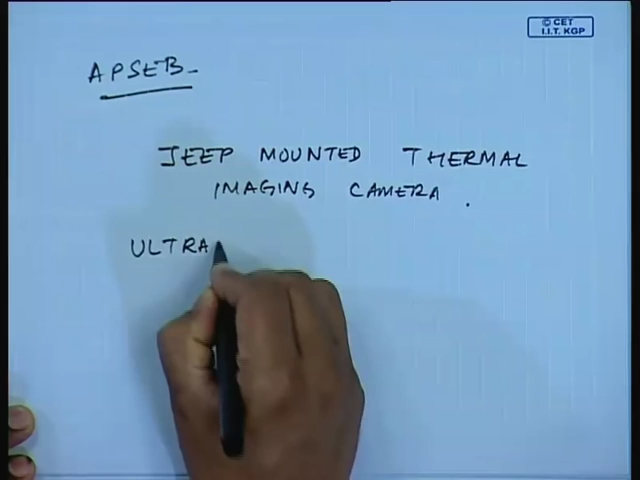 © CET
I.I.T. KGP
APSEB
JEEP MOUNTED THERMAL
IMAGING CAMERA.
ULTRA